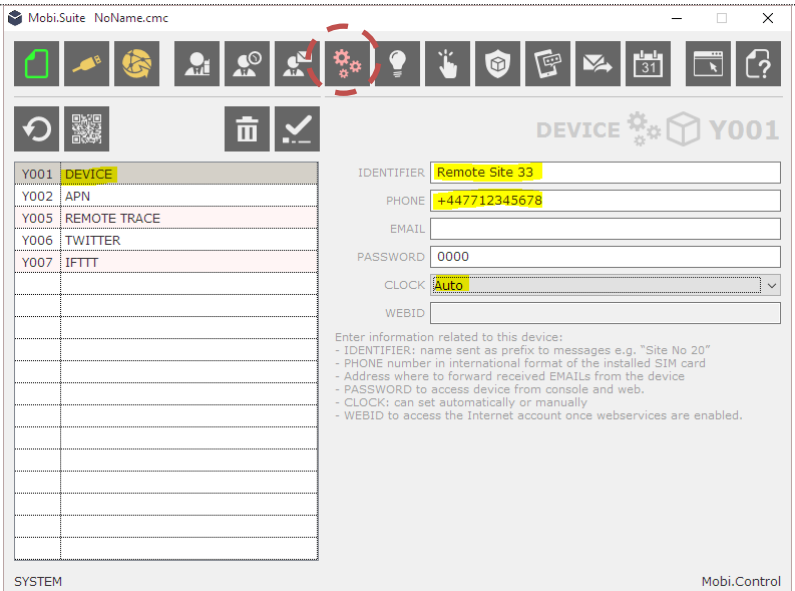 Mobi.Suite NoName.cmc
31
DEVICE Y001
Y001 DEVICE
Y002 APN
Y005 REMOTE TRACE
Y006 TWITTER
Y007 IFTTT
IDENTIFIER Remote Site 33
PHONE +447712345678
EMAIL
PASSWORD 0000
CLOCK Auto
WEBID
Enter information related to this device:
- IDENTIFIER: name sent as prefix to messages e.g. “Site No 20”
- PHONE number in international format of the installed SIM card
- Address where to forward received EMAILs from the device
- PASSWORD to access device from console and web.
- CLOCK: can set automatically or manually
- WEBID to access the Internet account once webservices are enabled.
SYSTEM Mobi.Control